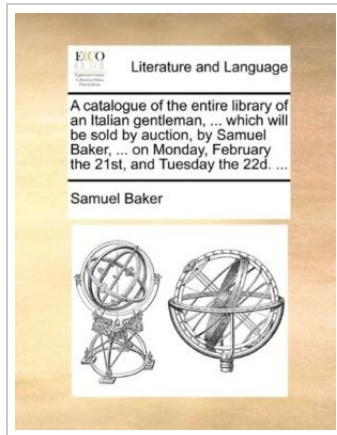 ECCO
Literature and Language
A catalogue of the entire library of
an Italian gentleman, ... which will
be sold by auction, by Samuel
Baker, ... on Monday, February
the 21st, and Tuesday the 22d. ...
Samuel Baker